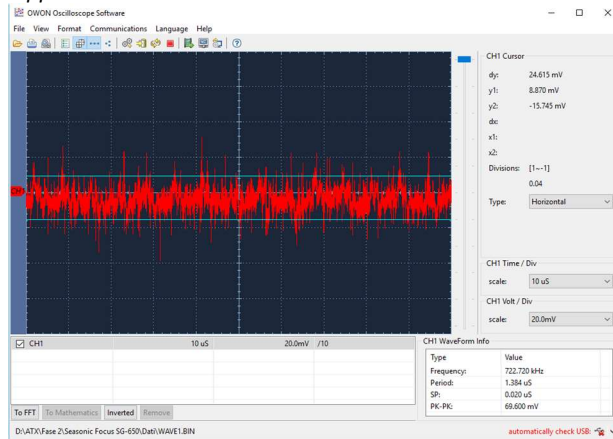 OWON Oscilloscope Software
File View Format Communications Language Help
CH1 Cursor
dy: 24.615 mV
y1: 8.870 mV
y2: -15.745 mV
dx:
x1:
x2:
Divisions: [1~-1]
0.04
Type: Horizontal
CH1
CH1 Time / Div
scale: 10 uS
CH1 Volt / Div
scale: 20.0mV
CH1 10 uS 20.0mV /10
CH1 WaveForm Info
Type Value
Frequency: 722.720 kHz
Period: 1.384 uS
SP: 0.020 uS
PK-PK: 69.600 mV
To FFT To Mathematics Inverted Remove
D:\ATX\Fase 2\Seasonic Focus SG-650\Dati\WAVE1.BIN
automatically check USB: